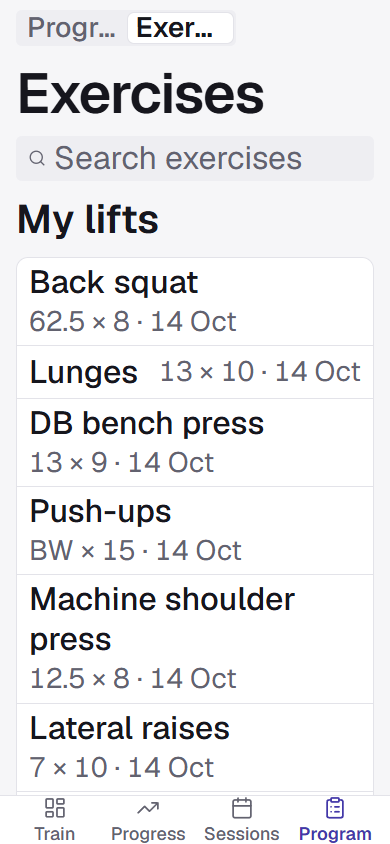 Progr... Exer...
Exercises
Search exercises
My lifts
Back squat
62.5 × 8 · 14 Oct
Lunges 13 × 10 · 14 Oct
DB bench press
13 × 9 · 14 Oct
Push-ups
BW × 15 · 14 Oct
Machine shoulder
press
12.5 × 8 · 14 Oct
Lateral raises
7 × 10 · 14 Oct
Train Progress Sessions Program